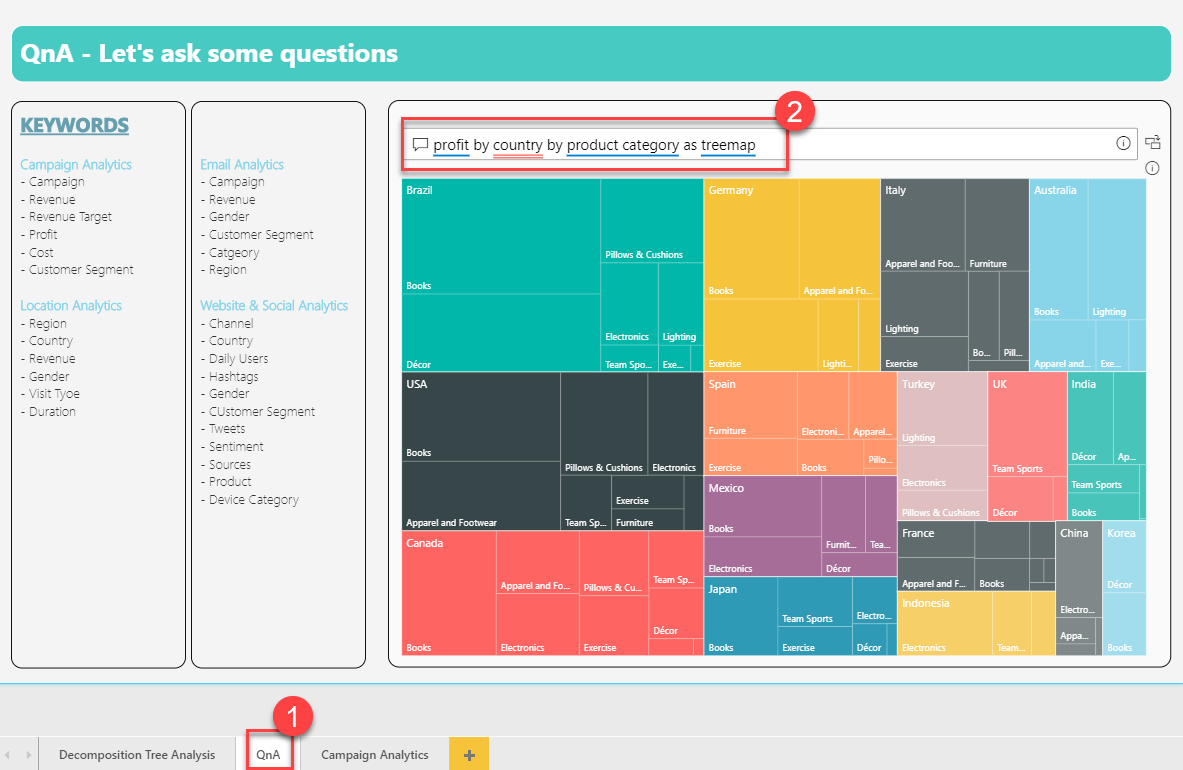 QnA - Let's ask some questions
KEYWORDS
Campaign Analytics
- Campaign
- Revenue
- Revenue Target
- Profit
- Cost
- Customer Segment
Location Analytics
- Region
- Country
- Revenue
- Gender
- Visit Tyoe
- Duration
Email Analytics
- Campaign
- Revenue
- Gender
- Customer Segment
- Catgeory
- Region
Website & Social Analytics
- Channel
- Country
- Daily Users
- Hashtags
- Gender
- CUstomer Segment
- Tweets
- Sentiment
- Sources
- Product
- Device Category
2
profit by country by product category as treemap
Brazil
Books
Décor
Pillows & Cushions
Electronics
Lighting
Team Spo...
Exe...
Germany
Books
Apparel and Fo...
Exercise
Lighti...
Italy
Apparel and Foo...
Furniture
Lighting
Exercise
Bo...
Pill...
Australia
Books
Lighting
Apparel and...
Exe...
USA
Books
Apparel and Footwear
Pillows & Cushions
Electronics
Team Sp...
Exercise
Furniture
Spain
Furniture
Exercise
Electroni...
Apparel...
Books
Pillo...
Turkey
Lighting
Electronics
Pillows & Cushions
UK
Team Sports
Décor
India
Décor
Ap...
Team Sports
Books
Canada
Books
Apparel and Fo...
Electronics
Pillows & Cu...
Exercise
Team Sp...
Décor
Mexico
Books
Electronics
Furnit...
Tea...
Décor
Japan
Books
Team Sports
Exercise
Electro...
Décor
France
Apparel and F...
Books
Indonesia
Electronics
Team...
China
Electro...
Appa...
Korea
Décor
Books
1
Decomposition Tree Analysis
QnA
Campaign Analytics
+